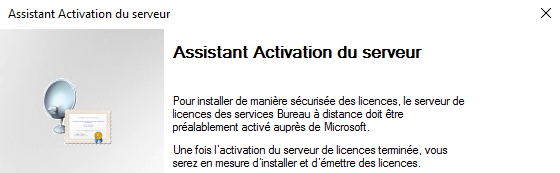 Assistant Activation du serveur
Assistant Activation du serveur
Pour installer de manière sécurisée des licences, le serveur de
licences des services Bureau à distance doit être
préalablement activé auprès de Microsoft.
Une fois l'activation du serveur de licences terminée, vous
serez en mesure d'installer et d'émettre des licences.